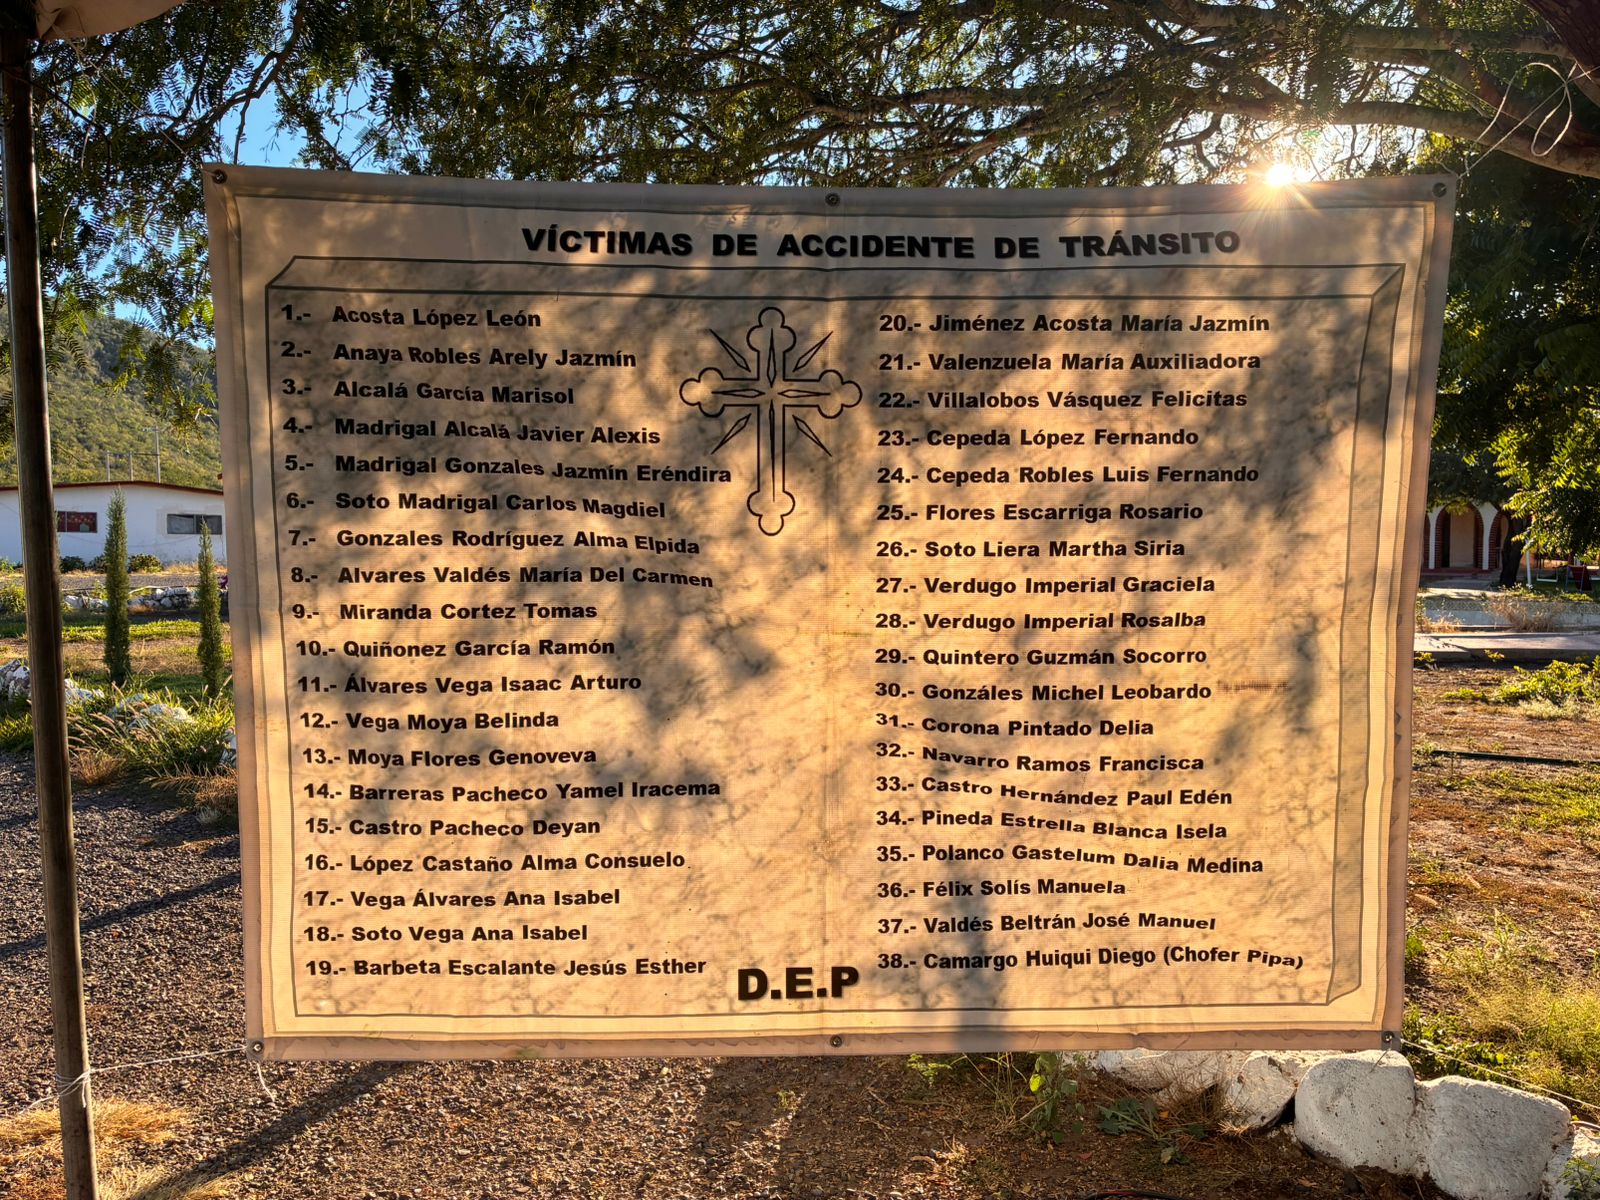 VÍCTIMAS DE ACCIDENTE DE TRÁNSITO
1.- Acosta López León
2.- Anaya Robles Arely Jazmín
3.- Alcalá García Marisol
4.- Madrigal Alcalá Javier Alexis
5.- Madrigal Gonzales Jazmín Eréndira
6.- Soto Madrigal Carlos Magdiel
7.- Gonzales Rodríguez Alma Elpida
8.- Alvares Valdés María Del Carmen
9.- Miranda Cortez Tomas
10.- Quiñonez García Ramón
11.- Álvares Vega Isaac Arturo
12.- Vega Moya Belinda
13.- Moya Flores Genoveva
14.- Barreras Pacheco Yamel Iracema
15.- Castro Pacheco Deyan
16.- López Castaño Alma Consuelo
17.- Vega Álvares Ana Isabel
18.- Soto Vega Ana Isabel
19.- Barbeta Escalante Jesús Esther
20.- Jiménez Acosta María Jazmín
21.- Valenzuela María Auxiliadora
22.- Villalobos Vásquez Felicitas
23.- Cepeda López Fernando
24.- Cepeda Robles Luis Fernando
25.- Flores Escarriga Rosario
26.- Soto Liera Martha Siria
27.- Verdugo Imperial Graciela
28.- Verdugo Imperial Rosalba
29.- Quintero Guzmán Socorro
30.- Gonzáles Michel Leobardo
31.- Corona Pintado Delia
32.- Navarro Ramos Francisca
33.- Castro Hernández Paul Edén
34.- Pineda Estrella Blanca Isela
35.- Polanco Gastelum Dalia Medina
36.- Félix Solís Manuela
37.- Valdés Beltrán José Manuel
38.- Camargo Huiqui Diego (Chofer Pipa)
D.E.P